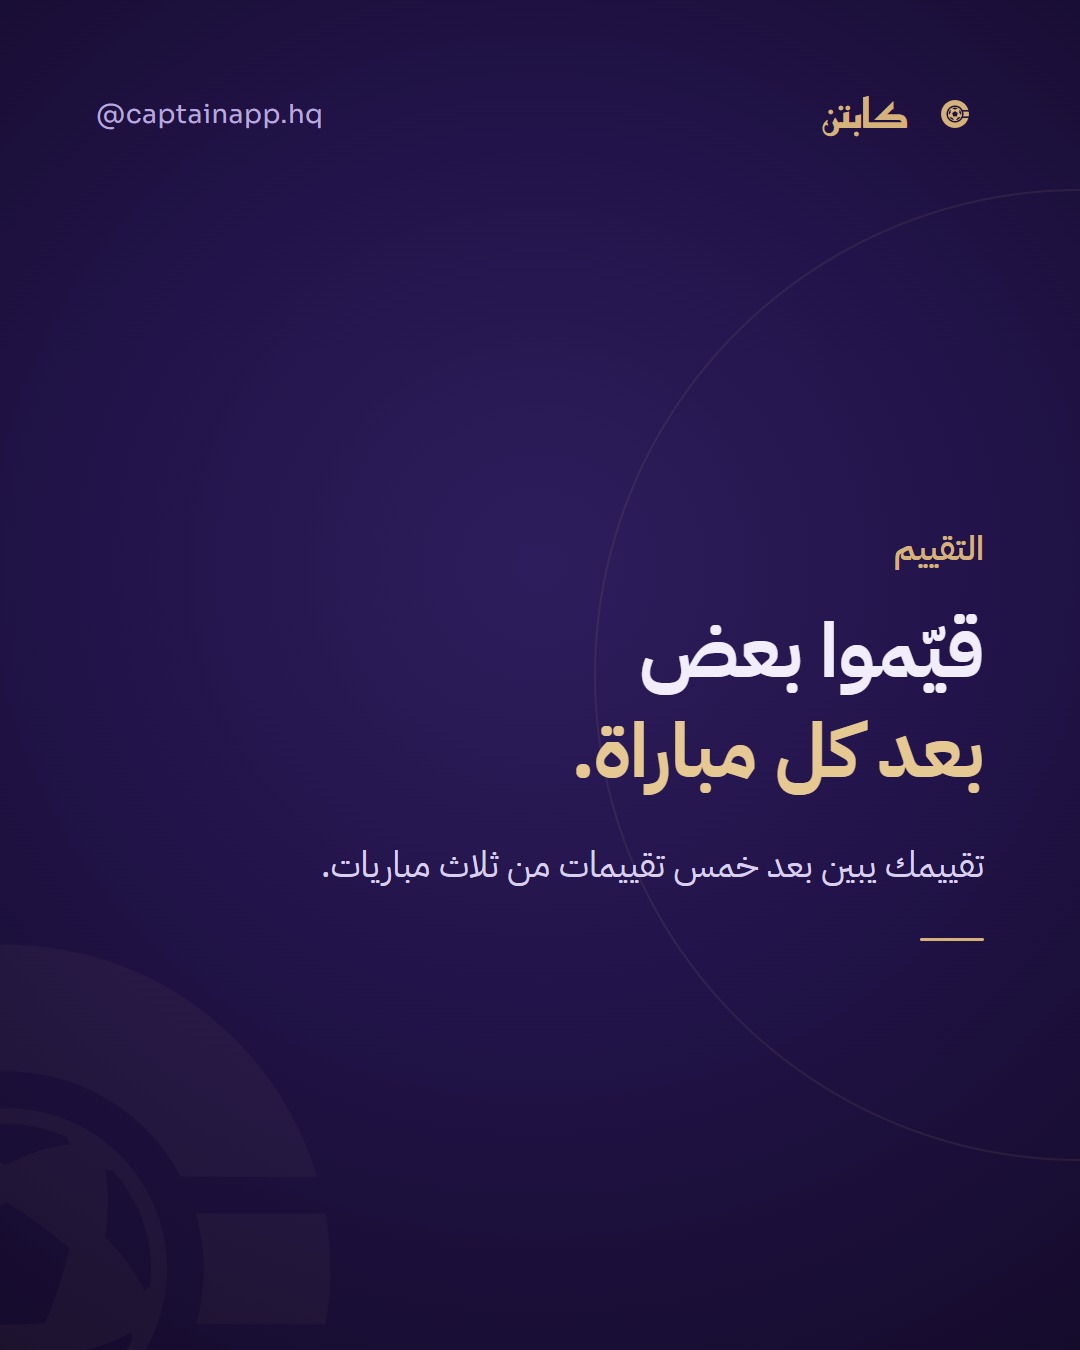 @captainapp.hq
كابتن
التقييم
قيّموا بعض
بعد كل مباراة.
تقييمك يبين بعد خمس تقييمات من ثلاث مباريات.